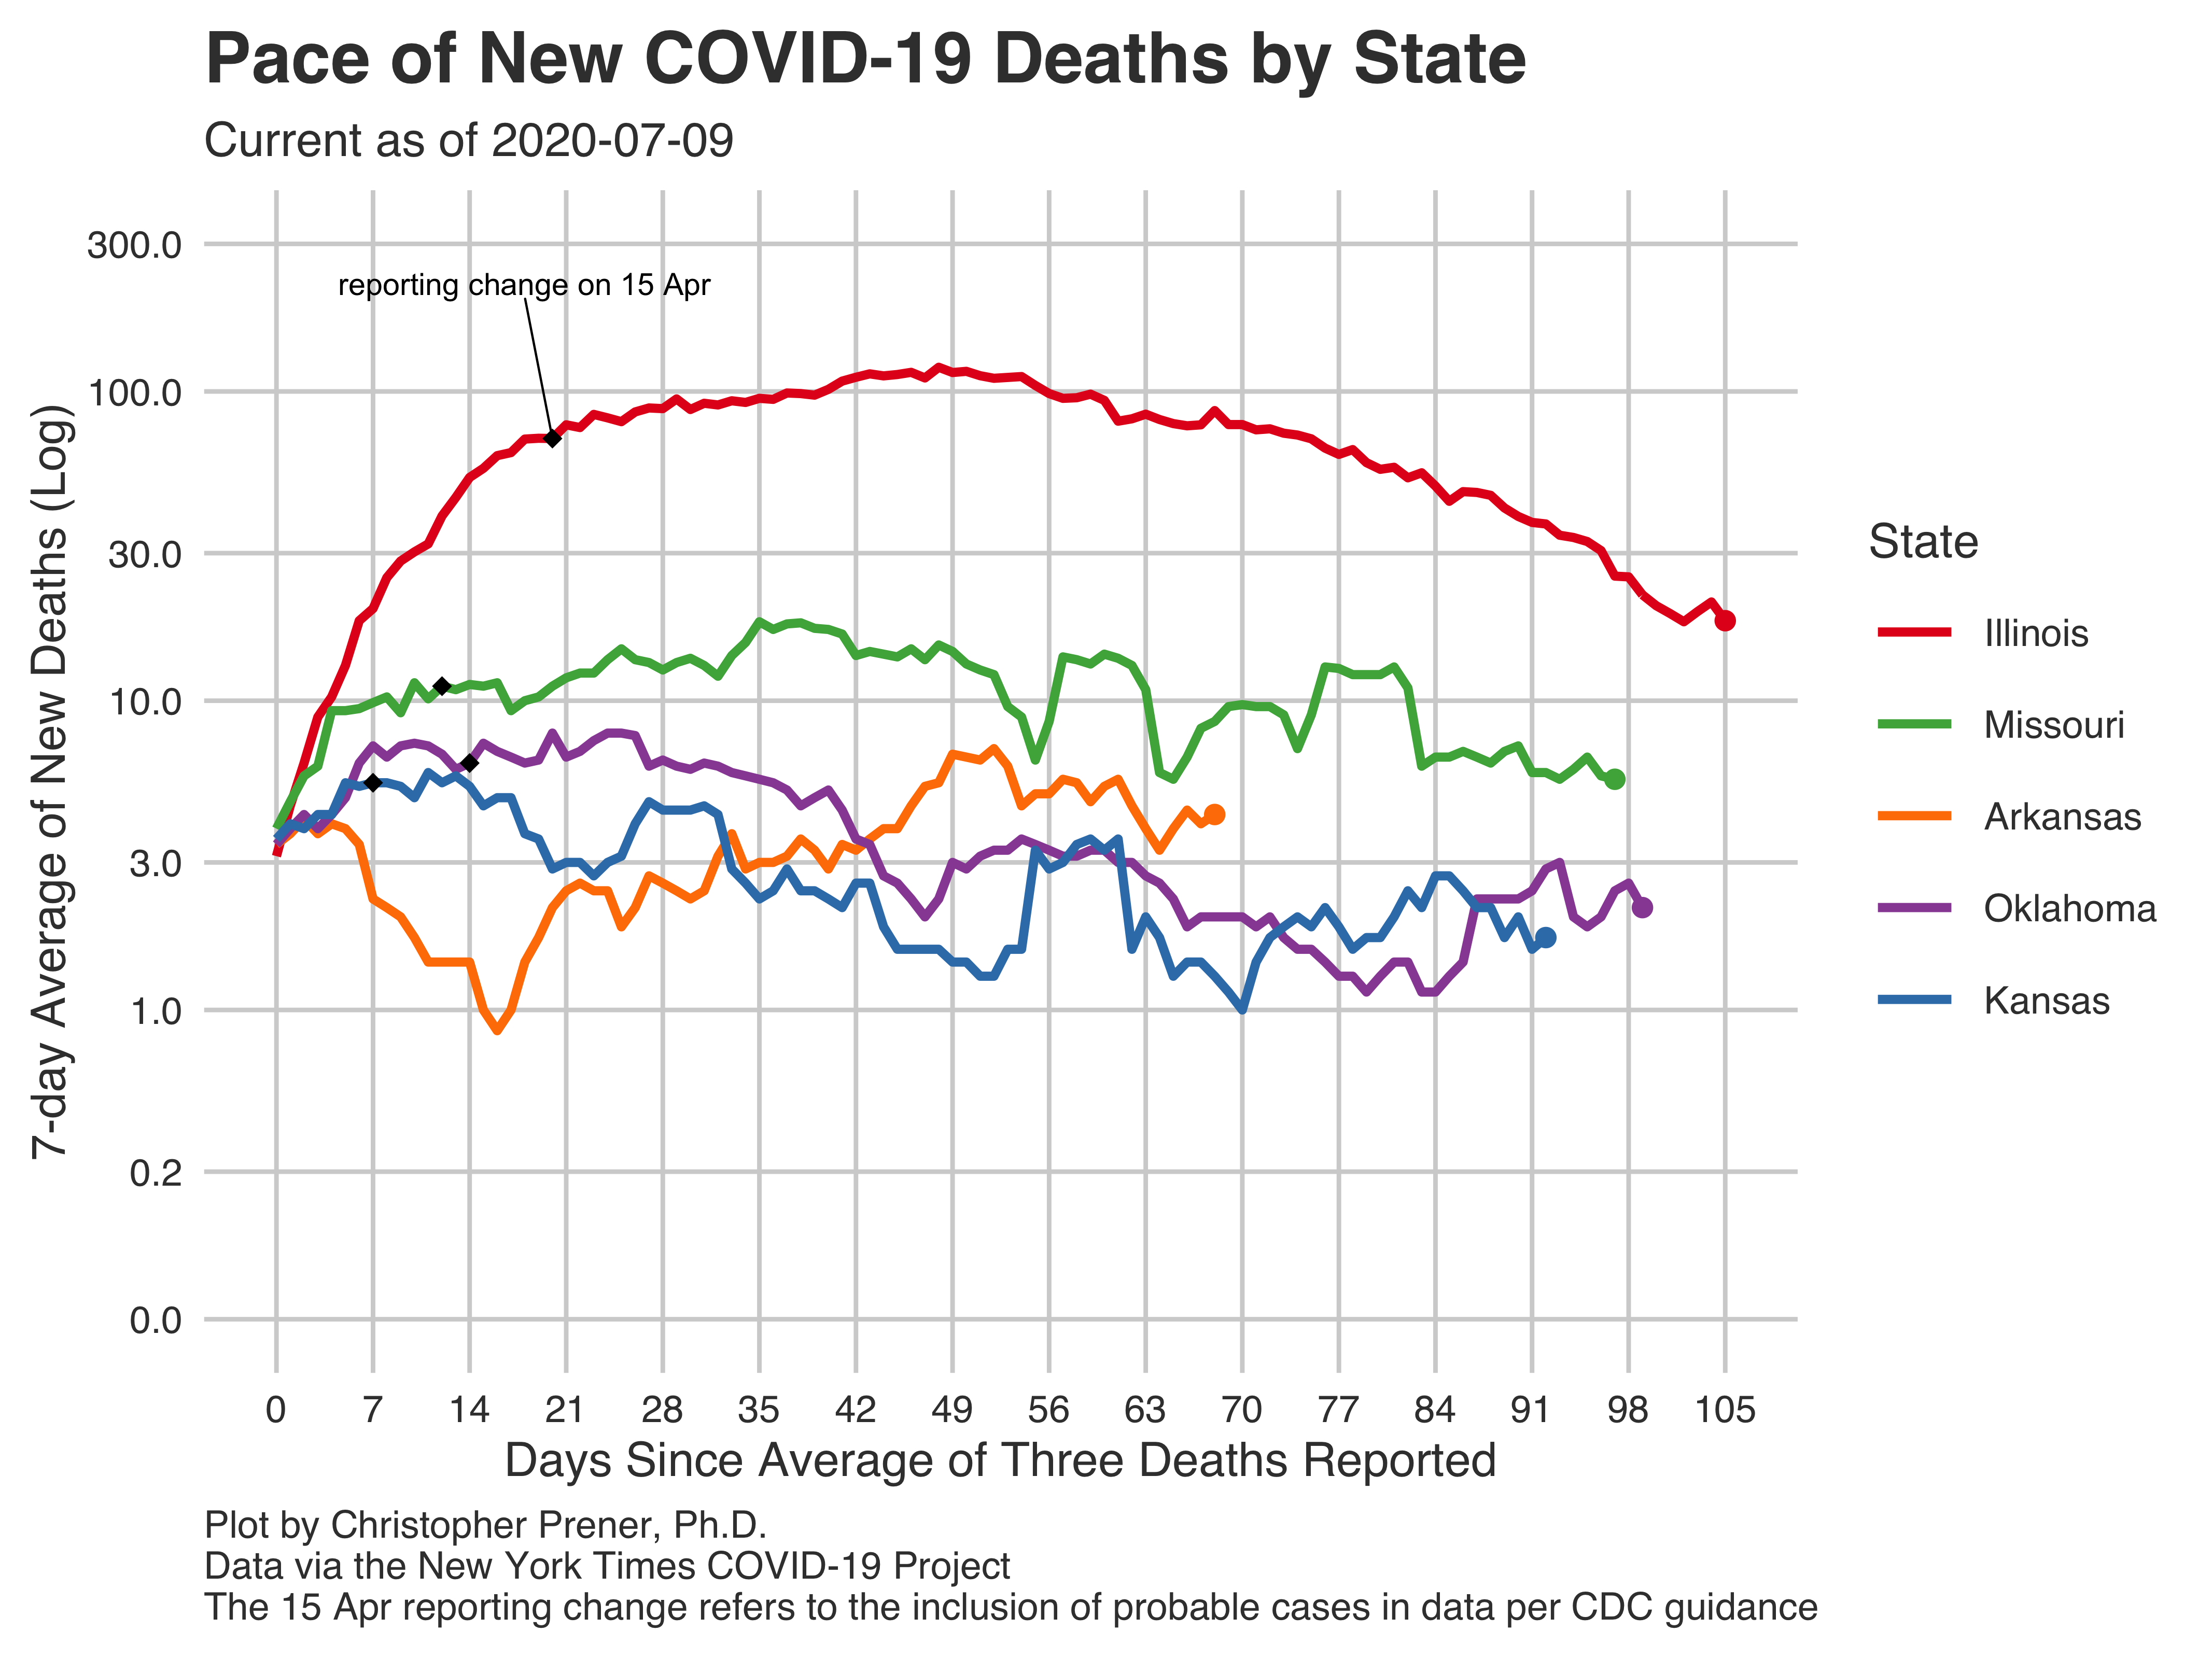 Pace of New COVID-19 Deaths by State
Current as of 2020-07-09
7-day Average of New Deaths (Log)
300.0
100.0
30.0
10.0
3.0
1.0
0.2
0.0
reporting change on 15 Apr
0 7 14 21 28 35 42 49 56 63 70 77 84 91 98 105
Days Since Average of Three Deaths Reported
State
Illinois
Missouri
Arkansas
Oklahoma
Kansas
Plot by Christopher Prener, Ph.D.
Data via the New York Times COVID-19 Project
The 15 Apr reporting change refers to the inclusion of probable cases in data per CDC guidance